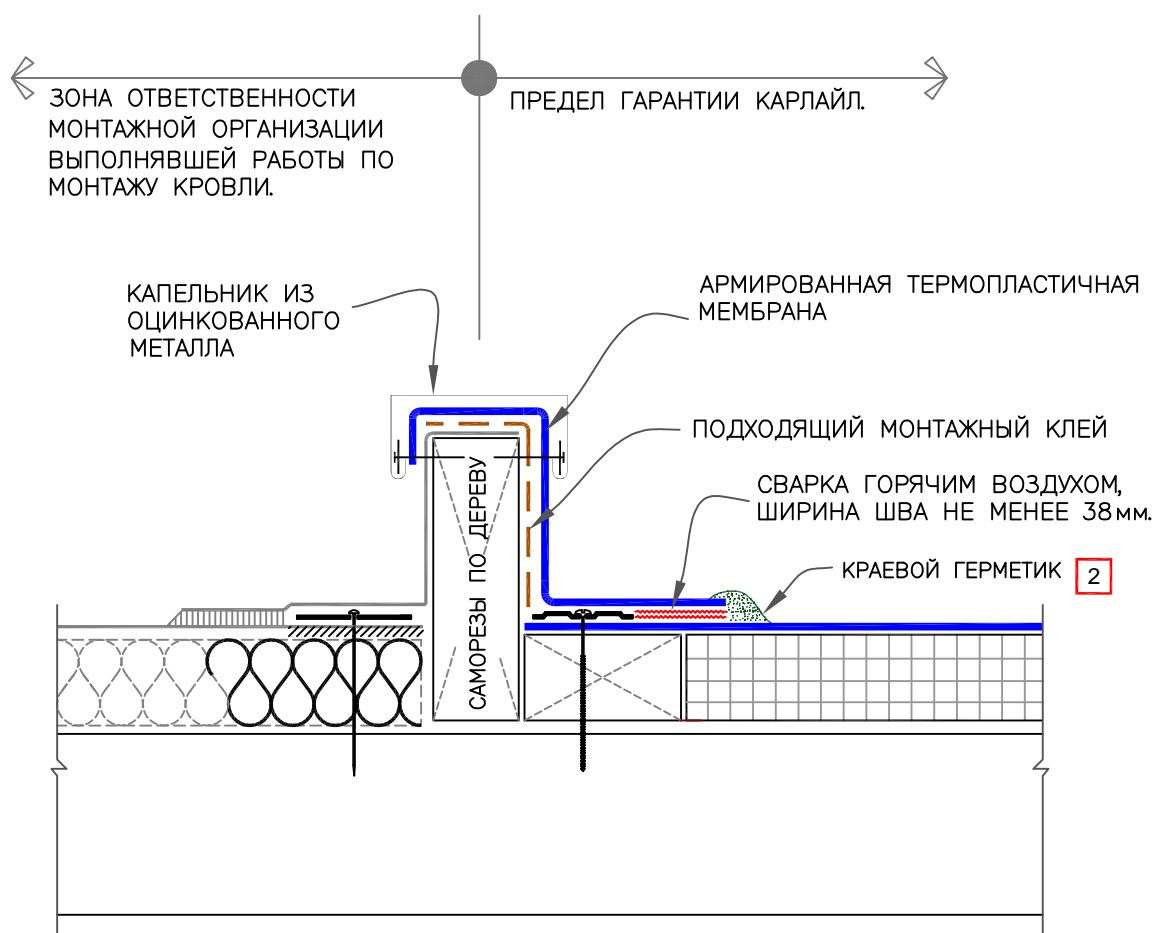 ЗОНА ОТВЕТСТВЕННОСТИ
МОНТАЖНОЙ ОРГАНИЗАЦИИ
ВЫПОЛНЯВШЕЙ РАБОТЫ ПО
МОНТАЖУ КРОВЛИ.
ПРЕДЕЛ ГАРАНТИИ КАРЛАЙЛ.
КАПЕЛЬНИК ИЗ
ОЦИНКОВАННОГО
МЕТАЛЛА
АРМИРОВАННАЯ ТЕРМОПЛАСТИЧНАЯ
МЕМБРАНА
ПОДХОДЯЩИЙ МОНТАЖНЫЙ КЛЕЙ
СВАРКА ГОРЯЧИМ ВОЗДУХОМ,
ШИРИНА ШВА НЕ МЕНЕЕ 38мм.
КРАЕВОЙ ГЕРМЕТИК 2
САМОРЕЗЫ ПО ДЕРЕВУ